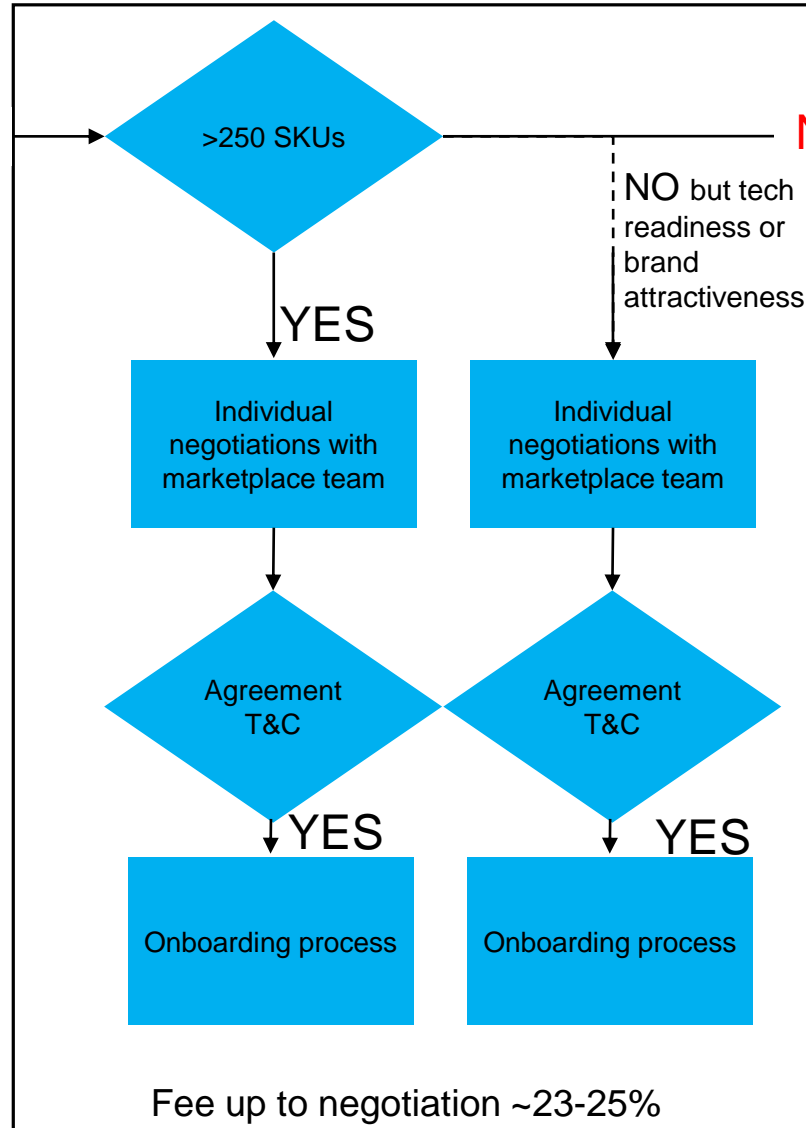 >250 SKUs
NO but tech
readiness or
brand
attractiveness
YES
Individual
negotiations with
marketplace team
Individual
negotiations with
marketplace team
Agreement
T&C
Agreement
T&C
YES
YES
Onboarding process
Onboarding process
Fee up to negotiation ~23-25%